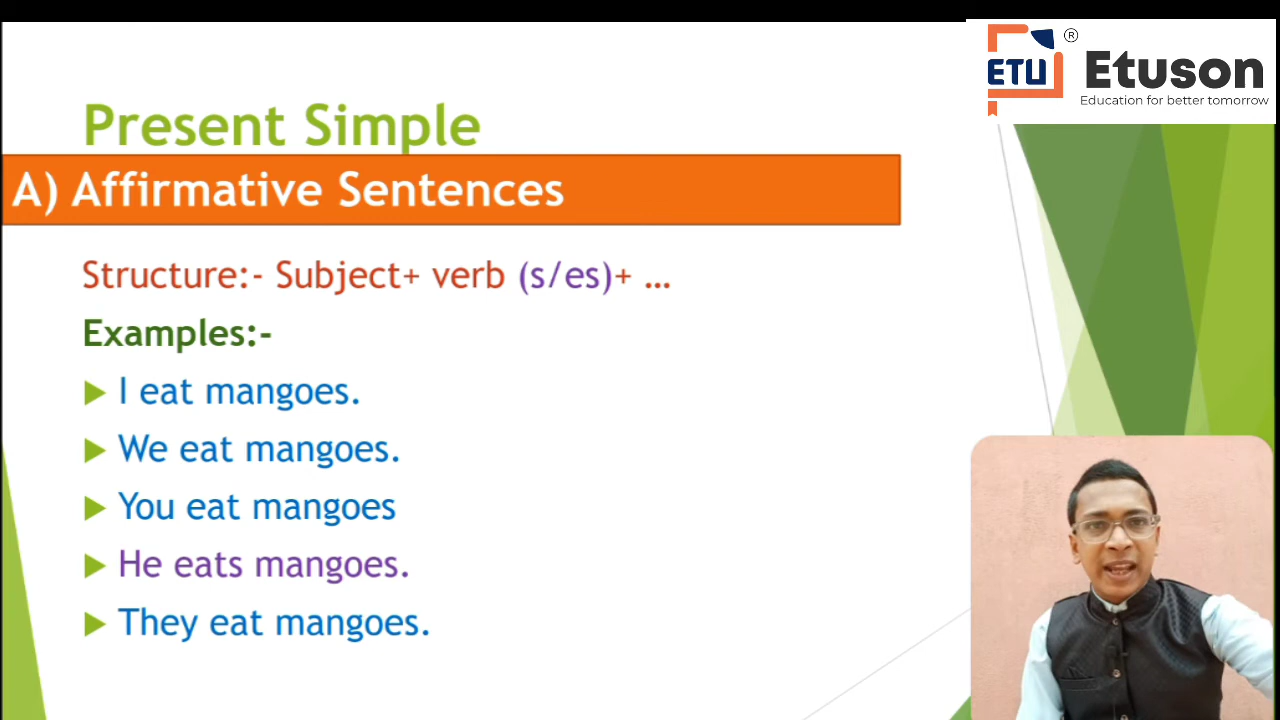 ETU ® Etuson
Education for better tomorrow
Present Simple
A) Affirmative Sentences
Structure:- Subject+ verb (s/es)+ ...
Examples:-
I eat mangoes.
We eat mangoes.
You eat mangoes
He eats mangoes.
They eat mangoes.